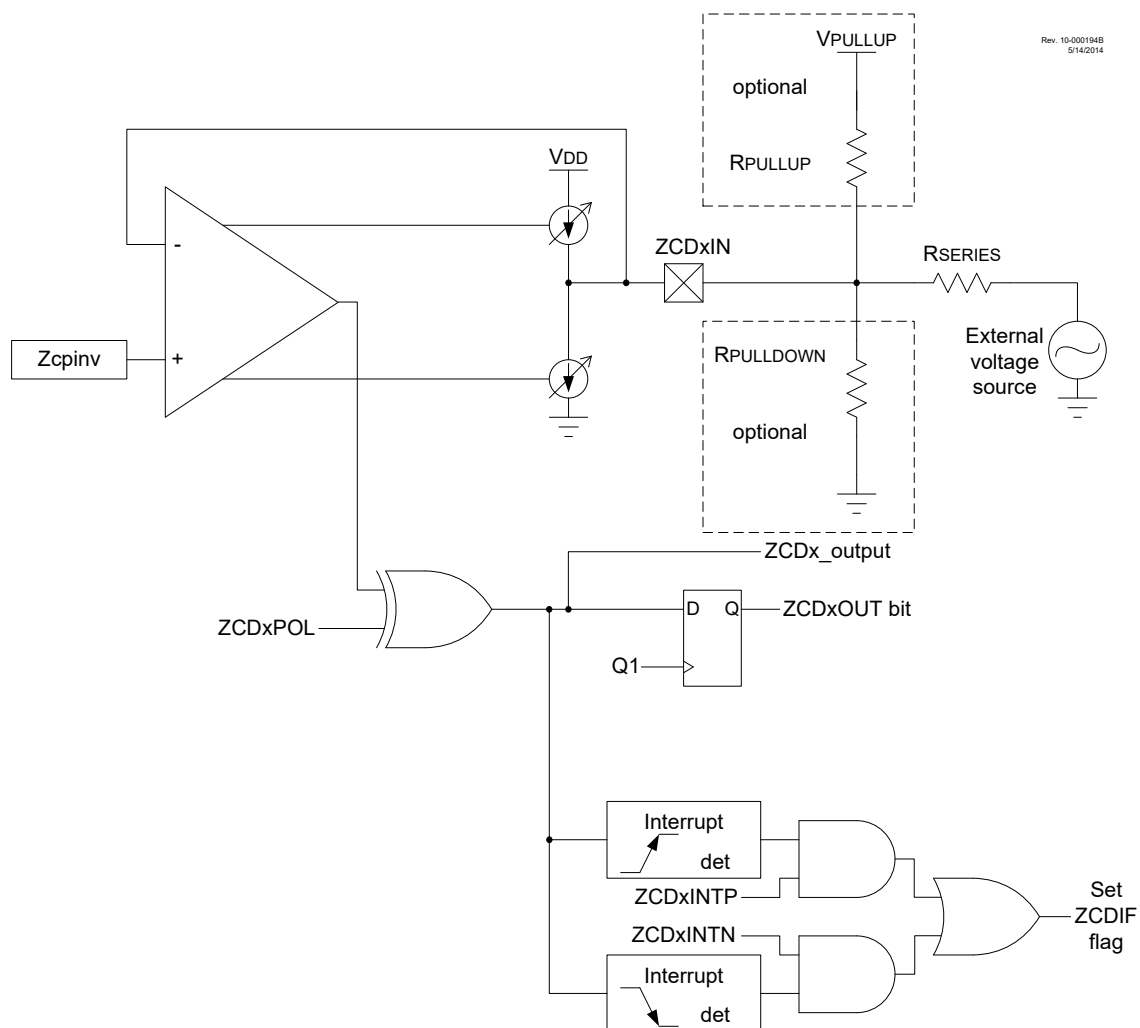 Rev. 10-000194B
5/14/2014
VPULLUP
optional
RPULLUP
VDD
-
ZCDxIN
RSERIES
Zcpinv
+
RPULLDOWN
optional
External
voltage
source
ZCDx_output
ZCDxPOL
D
Q
ZCDxOUT bit
Q1
Interrupt
det
ZCDxINTP
ZCDxINTN
Interrupt
det
Set
ZCDIF
flag